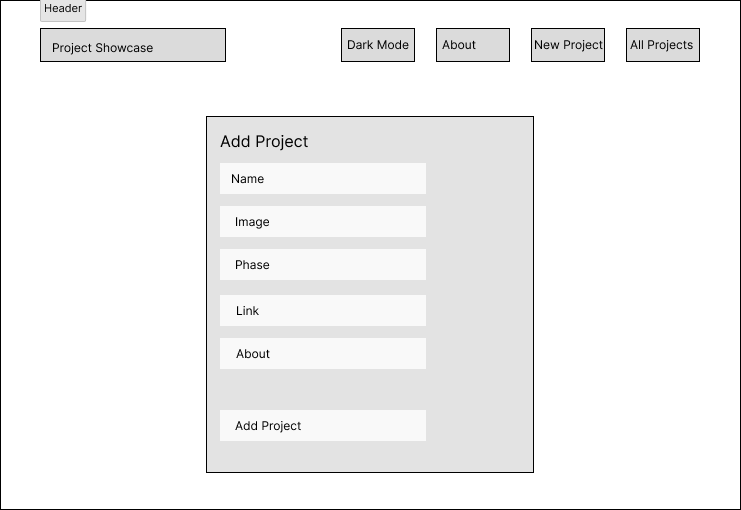 Header
Project Showcase
Dark Mode
About
New Project
All Projects
Add Project
Name
Image
Phase
Link
About
Add Project